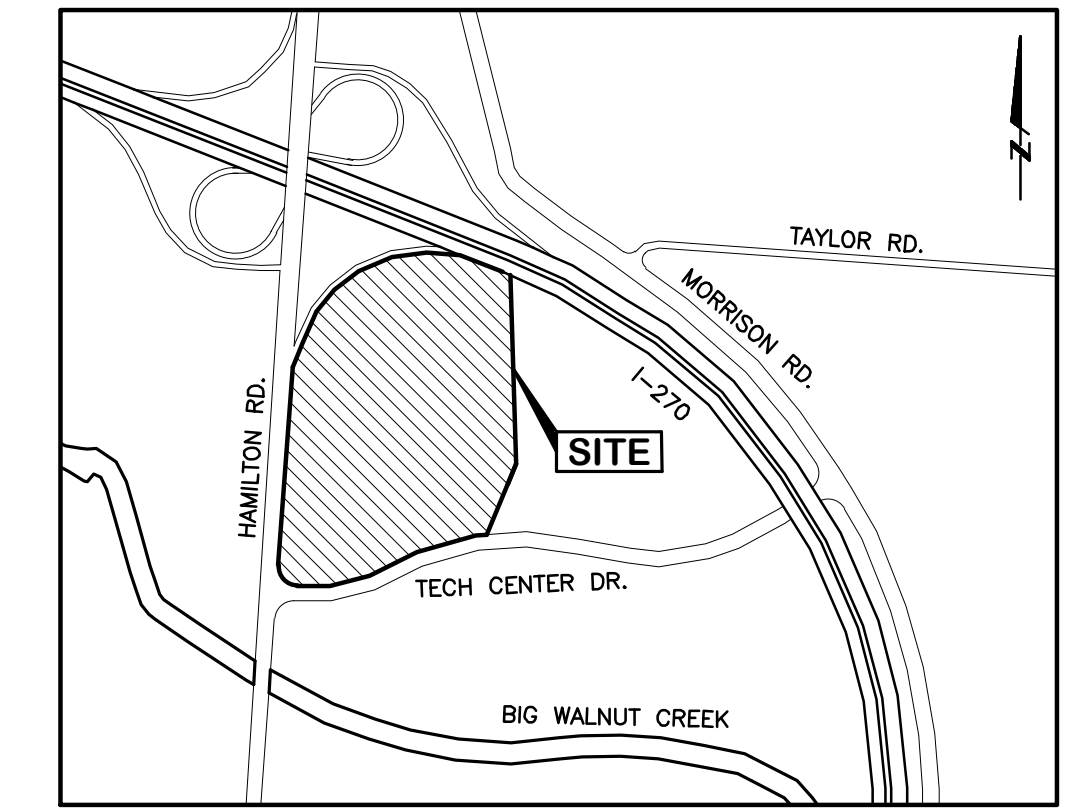 N
TAYLOR RD.
MORRISON RD.
I-270
HAMILTON RD.
SITE
TECH CENTER DR.
BIG WALNUT CREEK